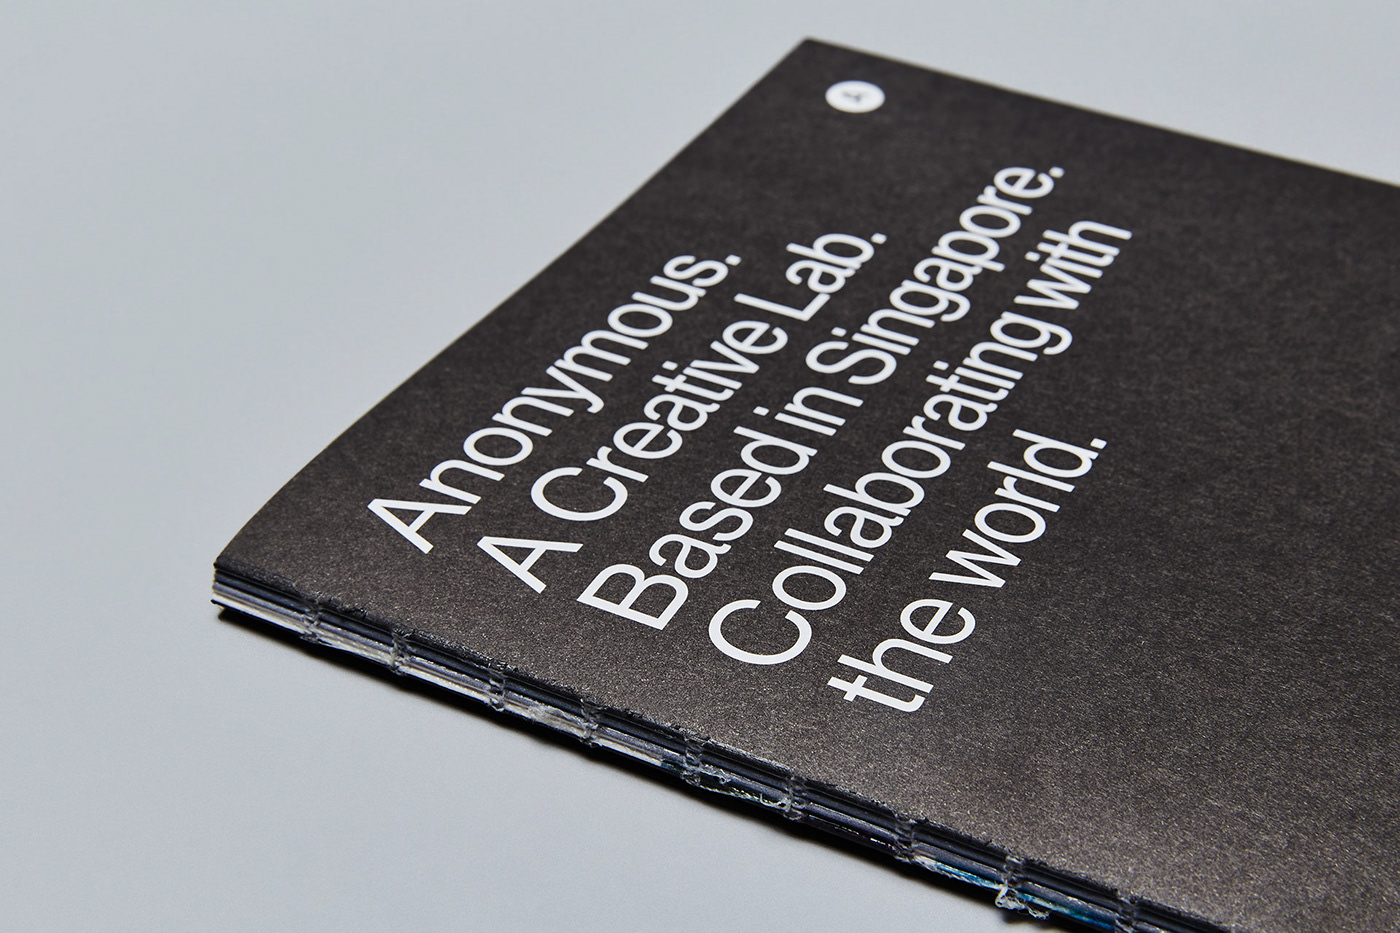 Anonymous.
A Creative Lab.
Based in Singapore.
Collaborating with
the world.